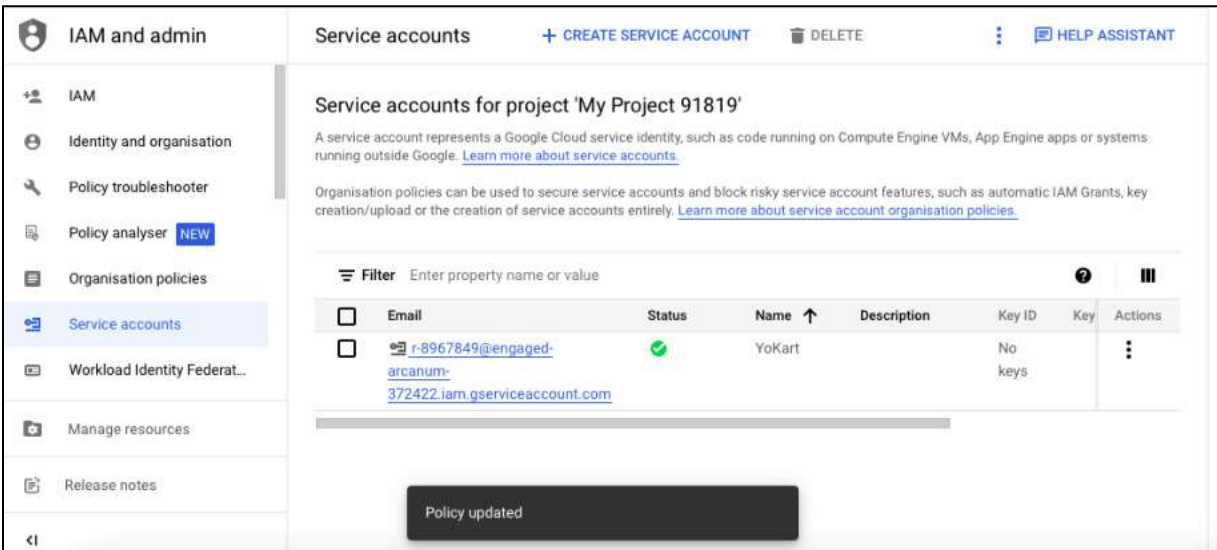 IAM and admin
IAM
Identity and organisation
Policy troubleshooter
Policy analyser NEW
Organisation policies
Service accounts
Workload Identity Federat...
Manage resources
Release notes
Service accounts
+ CREATE SERVICE ACCOUNT
DELETE
HELP ASSISTANT
Service accounts for project 'My Project 91819'
A service account represents a Google Cloud service identity, such as code running on Compute Engine VMs, App Engine apps or systems
running outside Google. Learn more about service accounts.
Organisation policies can be used to secure service accounts and block risky service account features, such as automatic IAM Grants, key
creation/upload or the creation of service accounts entirely. Learn more about service account organisation policies.
Filter Enter property name or value
Email Status Name Description Key ID Key Actions
r-8967849@engaged-
arcanum-
372422.iam.gserviceaccount.com
YoKart
No
keys
Policy updated